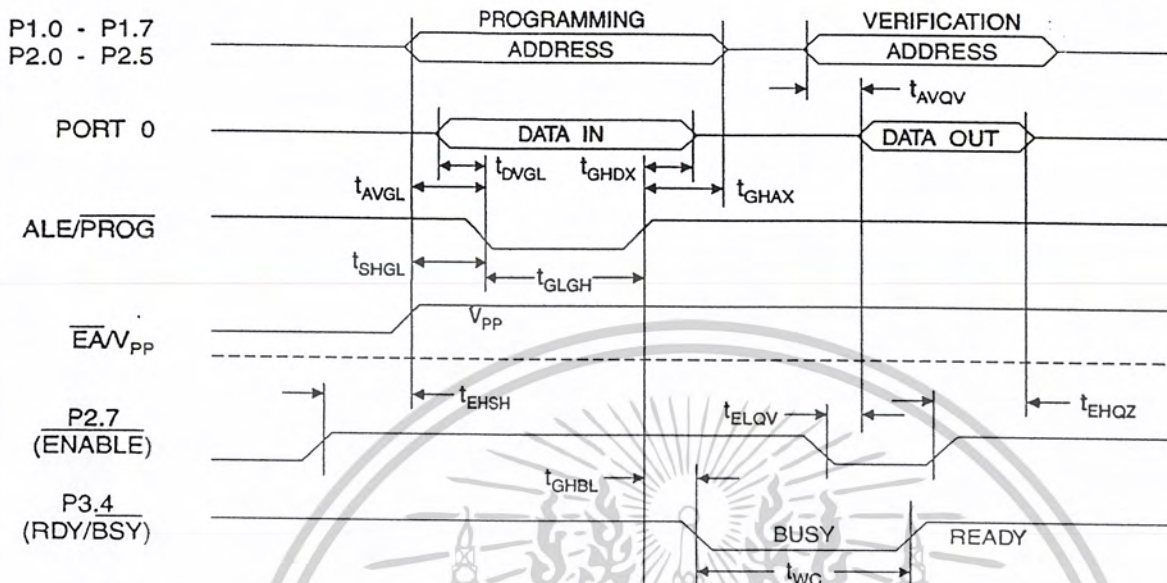 PROGRAMMING
VERIFICATION
P1.0 - P1.7
P2.0 - P2.5
ADDRESS
ADDRESS
tAVQV
PORT 0
DATA IN
DATA OUT
tDVGL
tGHDX
tAVGL
tGHAX
ALE/PROG
tSHGL
tGLGH
VPP
EA/VPP
tEHSH
tELQV
tEHQZ
P2.7
(ENABLE)
tGHBL
P3.4
(RDY/BSY)
BUSY
READY
tWC